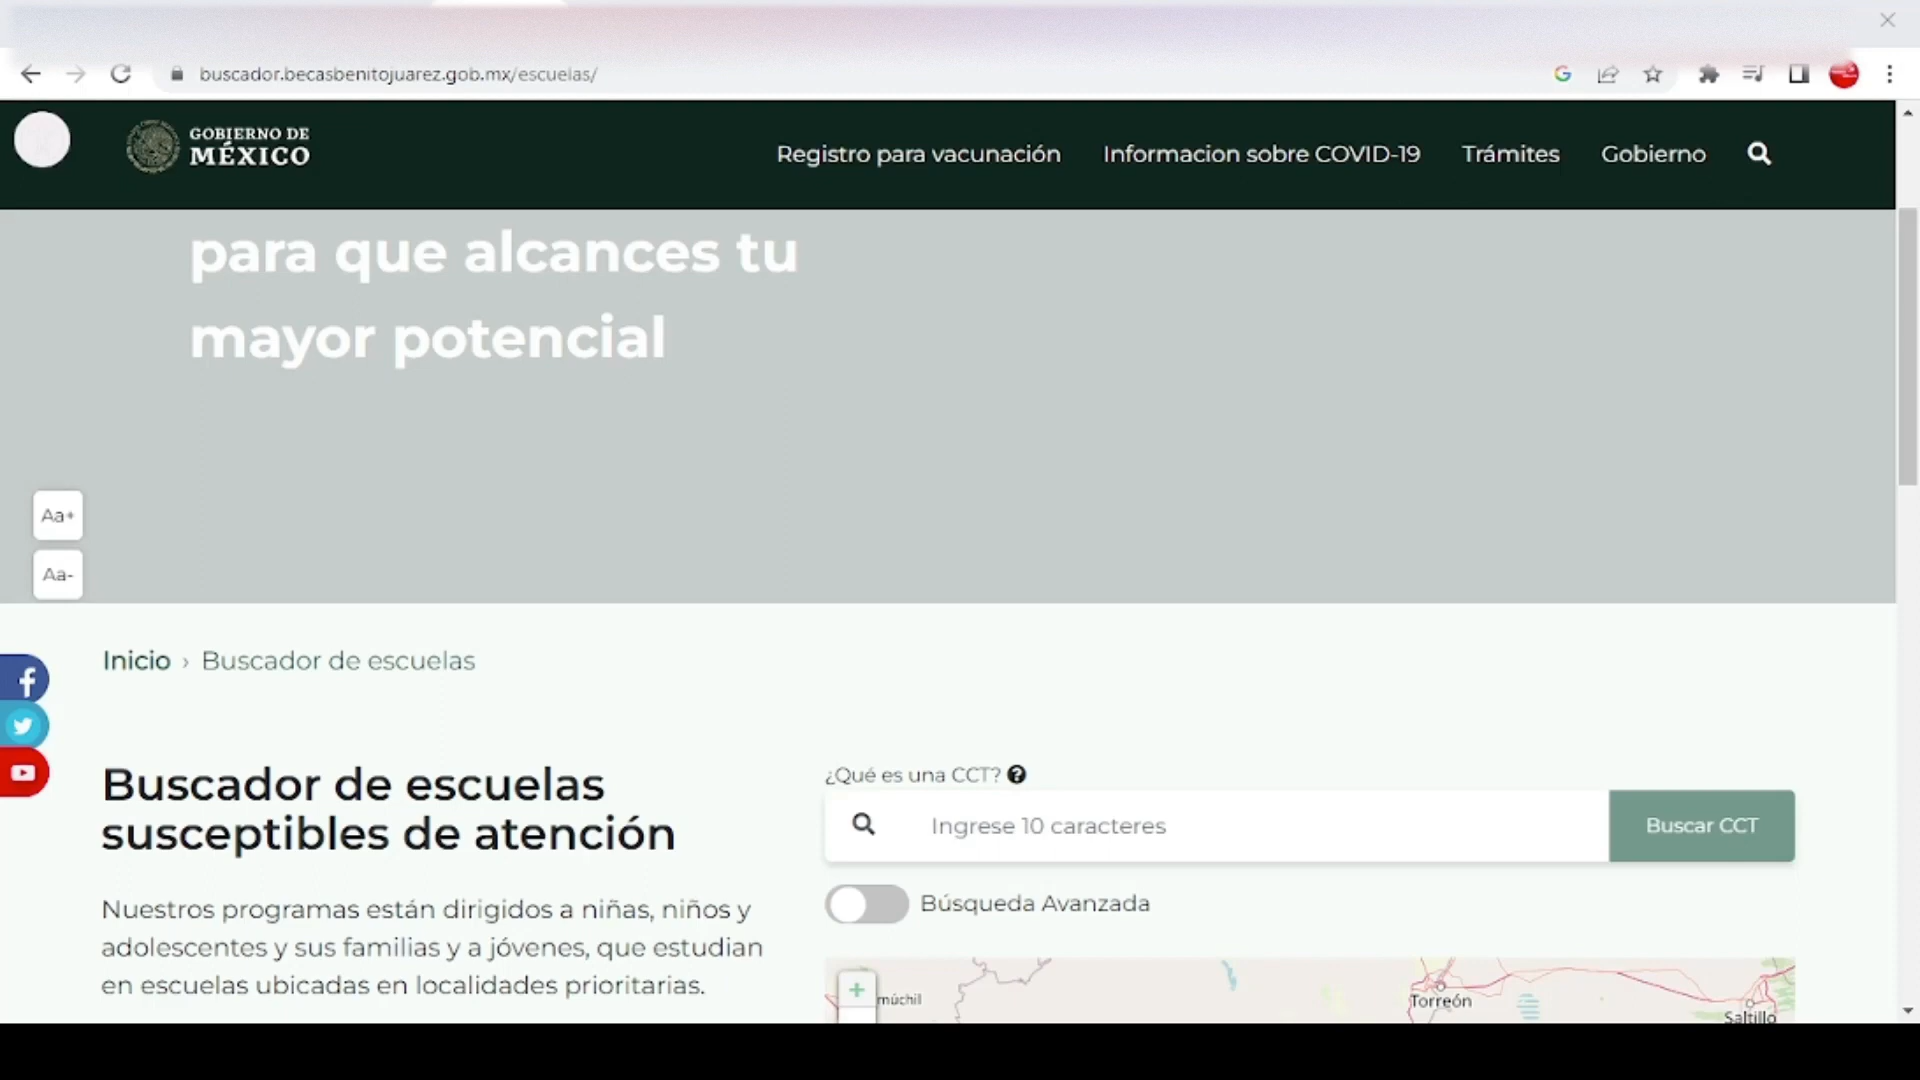 buscador.becasbenitojuarez.gob.mx/escuelas/
GOBIERNO DE
MÉXICO
Registro para vacunación
Informacion sobre COVID-19
Trámites
Gobierno
para que alcances tu
mayor potencial
Aa+
Aa-
Inicio › Buscador de escuelas
Buscador de escuelas
susceptibles de atención
Nuestros programas están dirigidos a niñas, niños y
adolescentes y sus familias y a jóvenes, que estudian
en escuelas ubicadas en localidades prioritarias.
¿Qué es una CCT?
Ingrese 10 caracteres
Buscar CCT
Búsqueda Avanzada
+
múchil
Torreón
Saltillo